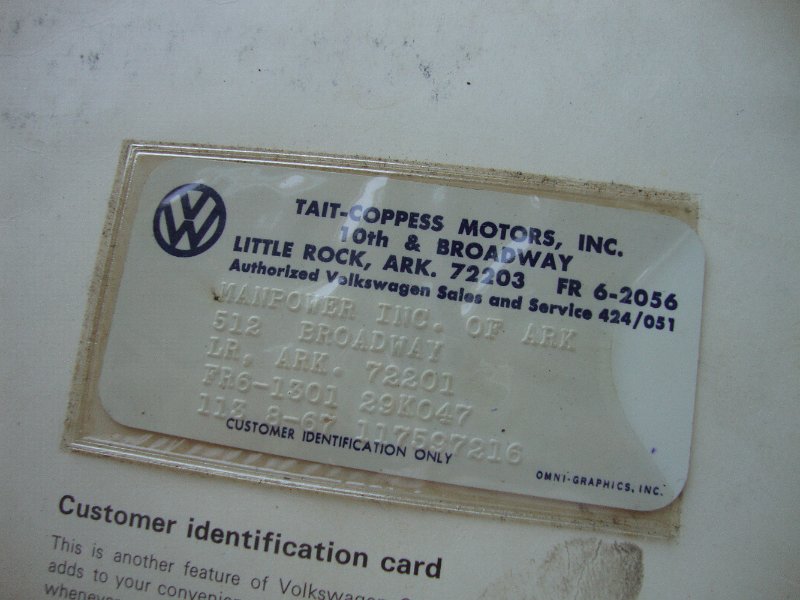 TAIT-COPPESS MOTORS, INC.
10th & BROADWAY
LITTLE ROCK, ARK. 72203 FR 6-2056
Authorized Volkswagen Sales and Service 424/051
MANPOWER INC. OF ARK
512 BROADWAY
LR, ARK. 72201
FR6-1301 29K047
113 8-67 117597216
CUSTOMER IDENTIFICATION ONLY
OMNI-GRAPHICS, INC.
Customer identification card
This is another feature of Volkswagen
adds to your convenien
wheneve